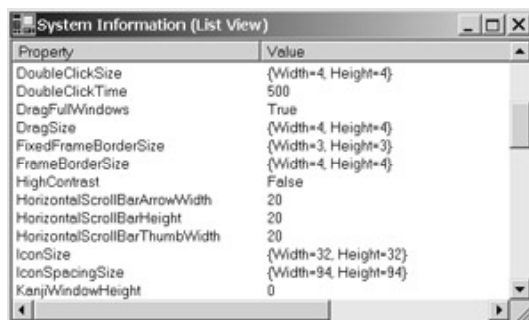 System Information (List View)
Property Value
DoubleClickSize {Width=4, Height=4}
DoubleClickTime 500
DragFullWindows True
DragSize {Width=4, Height=4}
FixedFrameBorderSize {Width=3, Height=3}
FrameBorderSize {Width=4, Height=4}
HighContrast False
HorizontalScrollBarArrowWidth 20
HorizontalScrollBarHeight 20
HorizontalScrollBarThumbWidth 20
IconSize {Width=32, Height=32}
IconSpacingSize {Width=94, Height=94}
KanjiWindowHeight 0